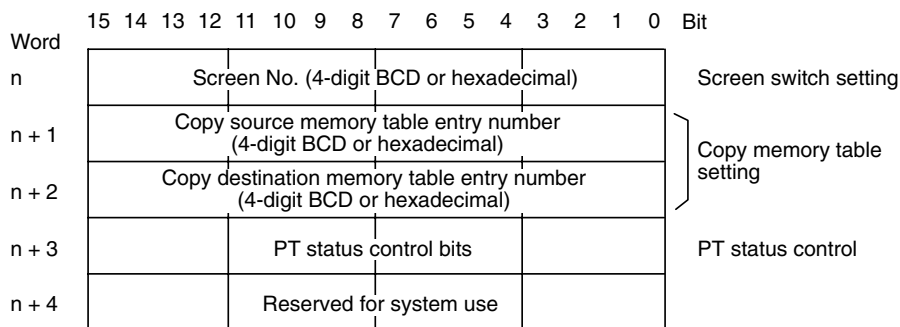 15 14 13 12 11 10 9 8 7 6 5 4 3 2 1 0 Bit
Word
n Screen No. (4-digit BCD or hexadecimal) Screen switch setting
n + 1 Copy source memory table entry number
(4-digit BCD or hexadecimal)
Copy memory table
setting
n + 2 Copy destination memory table entry number
(4-digit BCD or hexadecimal)
n + 3 PT status control bits PT status control
n + 4 Reserved for system use